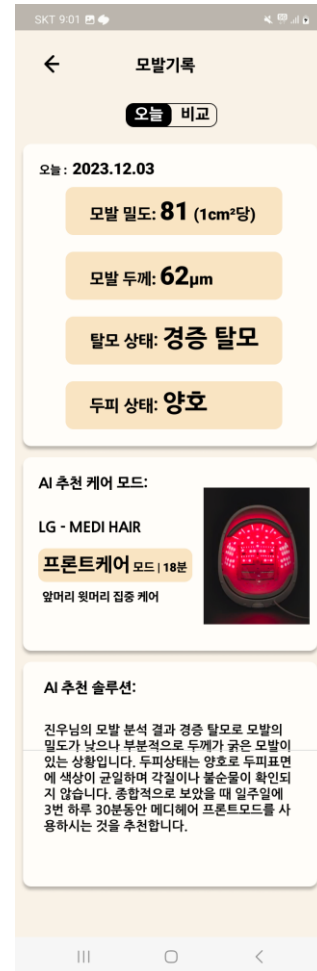 SKT 9:01
모발기록
오늘 비교
오늘 : 2023.12.03
모발 밀도: 81 (1cm²당)
모발 두께: 62μm
탈모 상태: 경증 탈모
두피 상태: 양호
AI 추천 케어 모드:
LG - MEDI HAIR
프론트케어 모드 | 18분
앞머리 윗머리 집중 케어
AI 추천 솔루션:
진우님의 모발 분석 결과 경증 탈모로 모발의
밀도가 낮으나 부분적으로 두께가 굵은 모발이
있는 상황입니다. 두피상태는 양호로 두피표면
에 색상이 균일하며 각질이나 불순물이 확인되
지 않습니다. 종합적으로 보았을 때 일주일에
3번 하루 30분동안 메디헤어 프론트모드를 사
용하시는 것을 추천합니다.